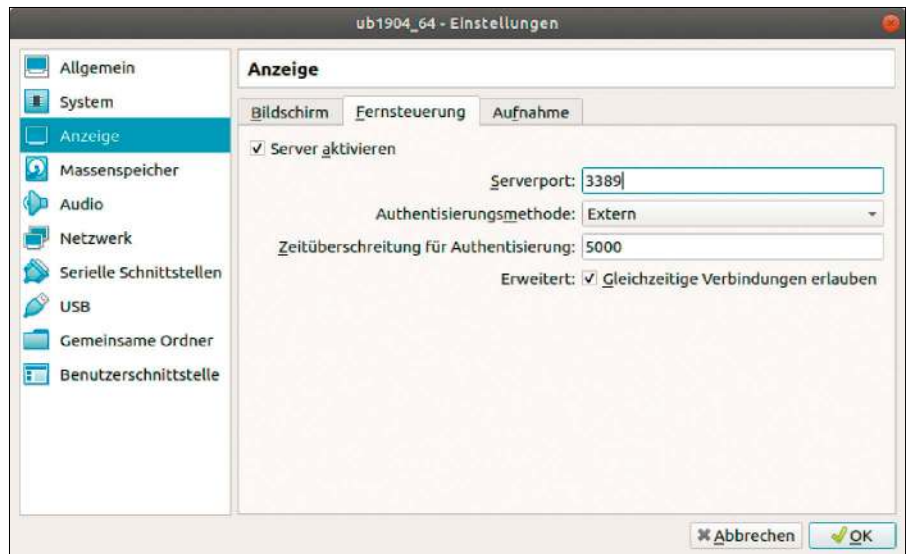 ub1904_64 - Einstellungen
Allgemein
System
Anzeige
Massenspeicher
Audio
Netzwerk
Serielle Schnittstellen
USB
Gemeinsame Ordner
Benutzerschnittstelle
Anzeige
Bildschirm Fernsteuerung Aufnahme
Server aktivieren
Serverport: 3389
Authentisierungsmethode: Extern
Zeitüberschreitung für Authentisierung: 5000
Erweitert: Gleichzeitige Verbindungen erlauben
Abbrechen OK